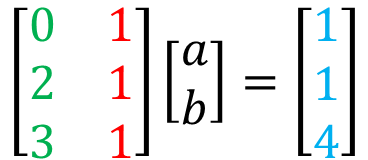 [0 1] [a] = [1]
[2 1] [b] [1]
[3 1] [4]